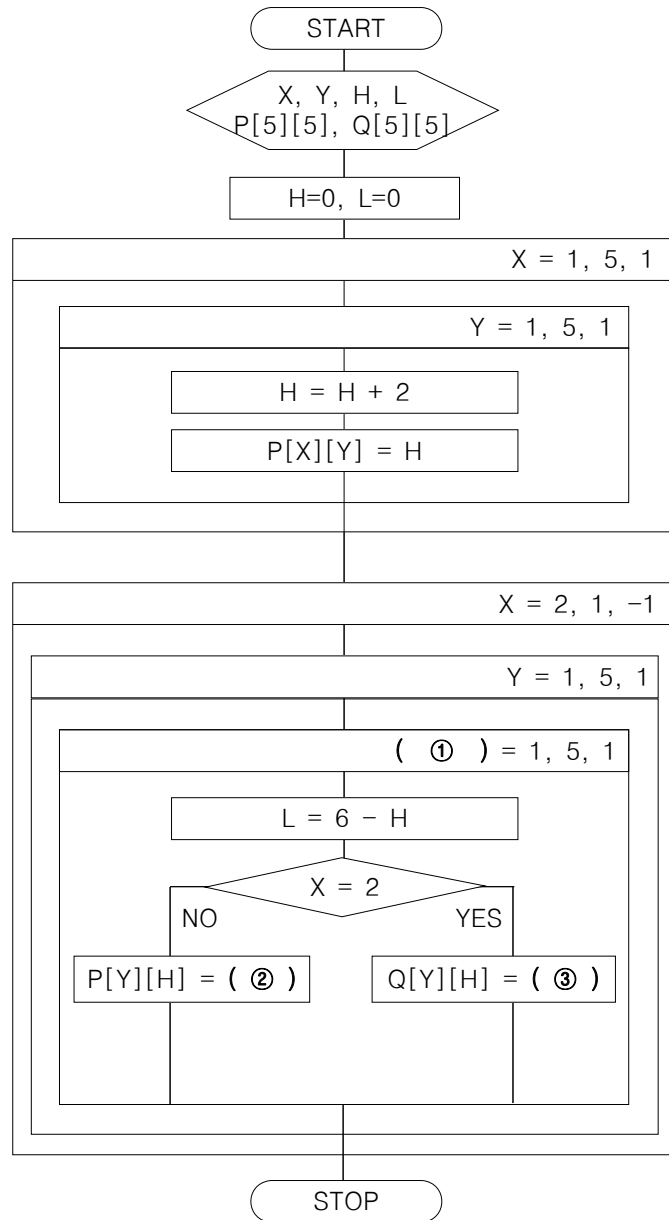 START
X, Y, H, L
P[5][5], Q[5][5]
H=0, L=0
X = 1, 5, 1
Y = 1, 5, 1
H = H + 2
P[X][Y] = H
X = 2, 1, -1
Y = 1, 5, 1
( ① ) = 1, 5, 1
L = 6 - H
X = 2
NO
YES
P[Y][H] = ( ② )
Q[Y][H] = ( ③ )
STOP